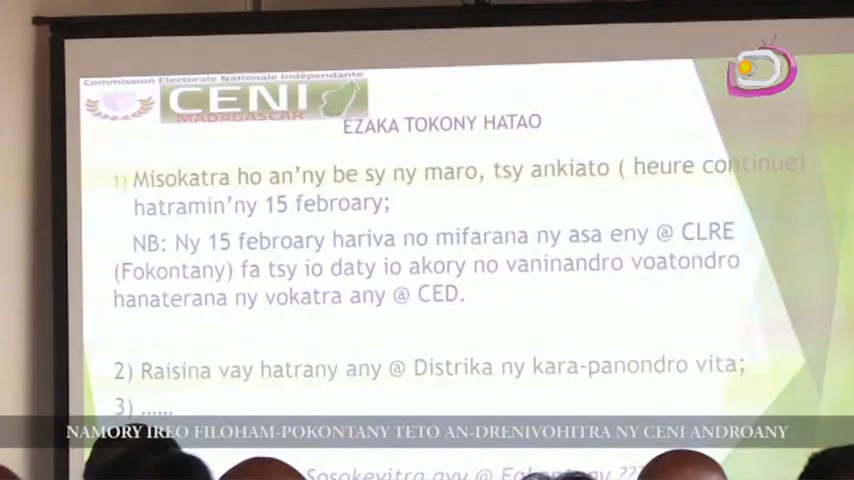 Commission Electorale Nationale Indépendante
CENI
MADAGASCAR
EZAKA TOKONY HATAO
1) Misokatra ho an'ny be sy ny maro, tsy ankiato ( heure continue)
hatramin'ny 15 febroary;
NB: Ny 15 febroary hariva no mifarana ny asa eny @ CLRE
(Fokontany) fa tsy io daty io akory no vaninandro voatondro
hanaterana ny vokatra any @ CED.
2) Raisina vay hatrany any @ Distrika ny kara-panondro vita;
3) ......
NAMORY IREO FILOHAM-POKONTANY TETO AN-DRENIVOHITRA NY CENI ANDROANY
Sosokevitra avy @ Fokontany ???